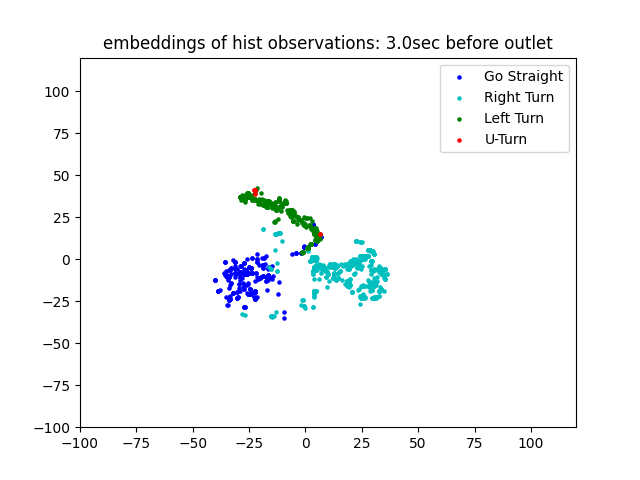 embeddings of hist observations: 3.0sec before outlet
Go Straight
Right Turn
Left Turn
U-Turn
100
75
50
25
0
−25
−50
−75
−100
−100 −75 −50 −25 0 25 50 75 100